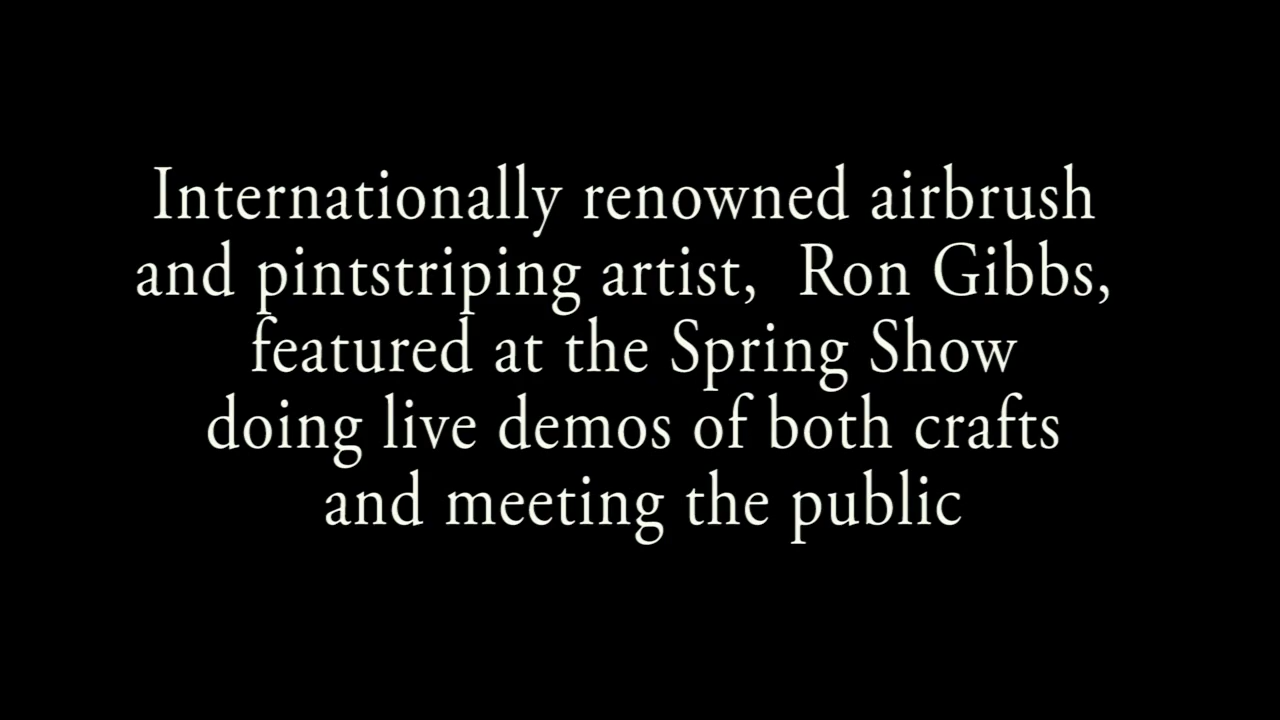 Internationally renowned airbrush
and pintstriping artist,  Ron Gibbs,
featured at the Spring Show
doing live demos of both crafts
and meeting the public